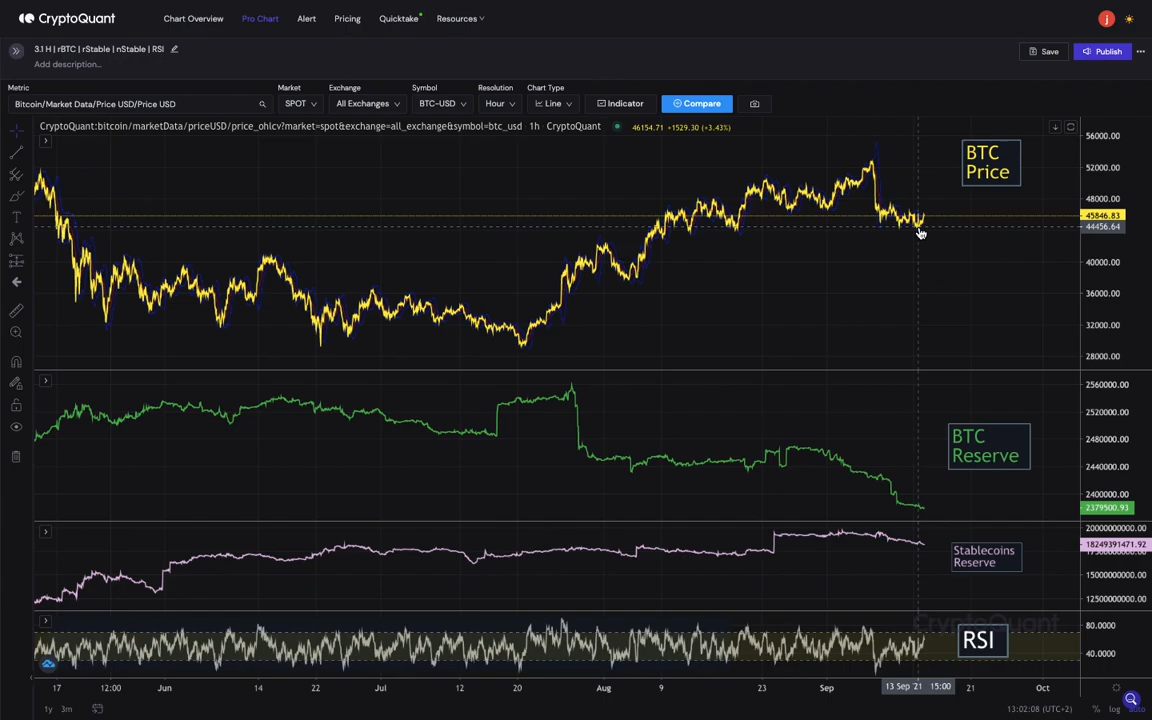 CryptoQuant
Chart Overview
Pro Chart
Alert
Pricing
Quicktake
Resources
j
3.1 H | rBTC | rStable | nStable | RSI
Add description...
Save
Publish
Metric
Market
Exchange
Symbol
Resolution
Chart Type
Bitcoin/Market Data/Price USD/Price USD
SPOT
All Exchanges
BTC-USD
Hour
Line
Indicator
Compare
CryptoQuant:bitcoin/marketData/priceUSD/price_ohlcv?market=spot&exchange=all_exchange&symbol=btc_usd 1h CryptoQuant
46154.71 +1529.30 (+3.43%)
BTC
Price
56000.00
52000.00
48000.00
45846.83
44456.64
40000.00
36000.00
32000.00
28000.00
BTC
Reserve
2560000.00
2520000.00
2480000.00
2440000.00
2400000.00
2379500.93
Stablecoins
Reserve
20000000000.00
18249391471.92
15000000000.00
12500000000.00
CryptoQuant
RSI
80.0000
40.0000
17
12:00
Jun
14
22
Jul
12
20
Aug
9
23
Sep
13 Sep '21 15:00
21
Oct
1y
3m
13:02:08 (UTC+2)
%
log
auto